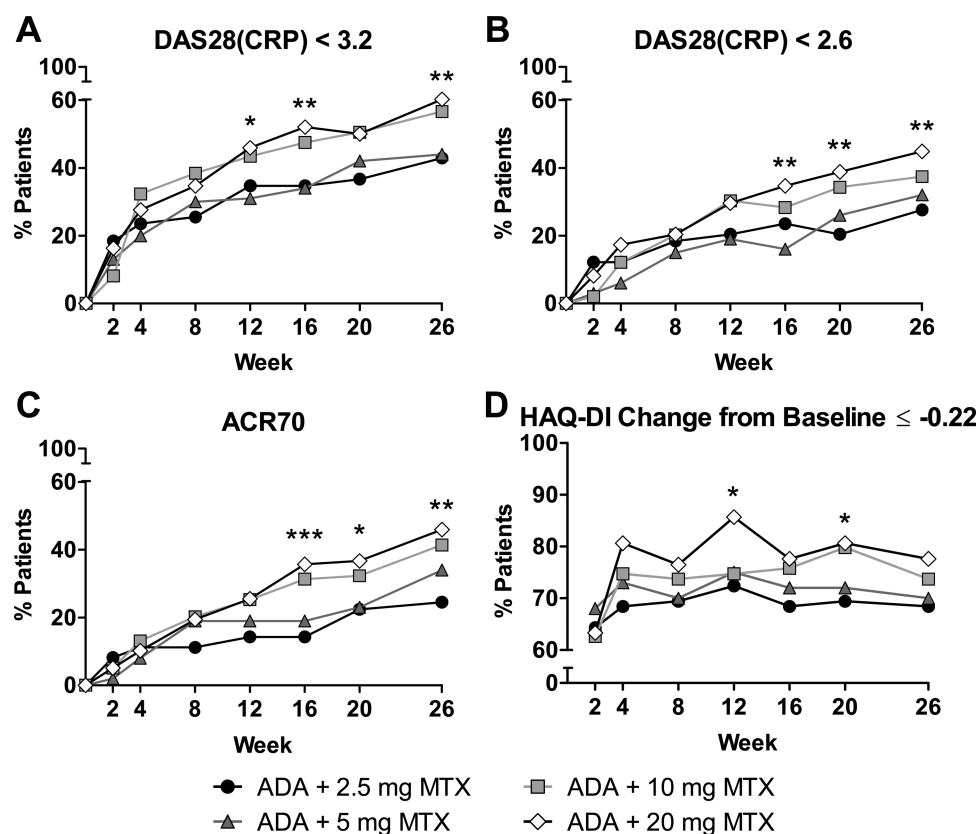 A
DAS28(CRP) < 3.2
100
60
40
20
0
% Patients
*
**
**
2 4 8 12 16 20 26
Week
B
DAS28(CRP) < 2.6
100
60
40
20
0
% Patients
**
**
**
2 4 8 12 16 20 26
Week
C
ACR70
100
60
40
20
0
% Patients
***
*
**
2 4 8 12 16 20 26
Week
D
HAQ-DI Change from Baseline ≤ -0.22
100
90
80
70
60
0
% Patients
*
*
2 4 8 12 16 20 26
Week
ADA + 2.5 mg MTX
ADA + 5 mg MTX
ADA + 10 mg MTX
ADA + 20 mg MTX